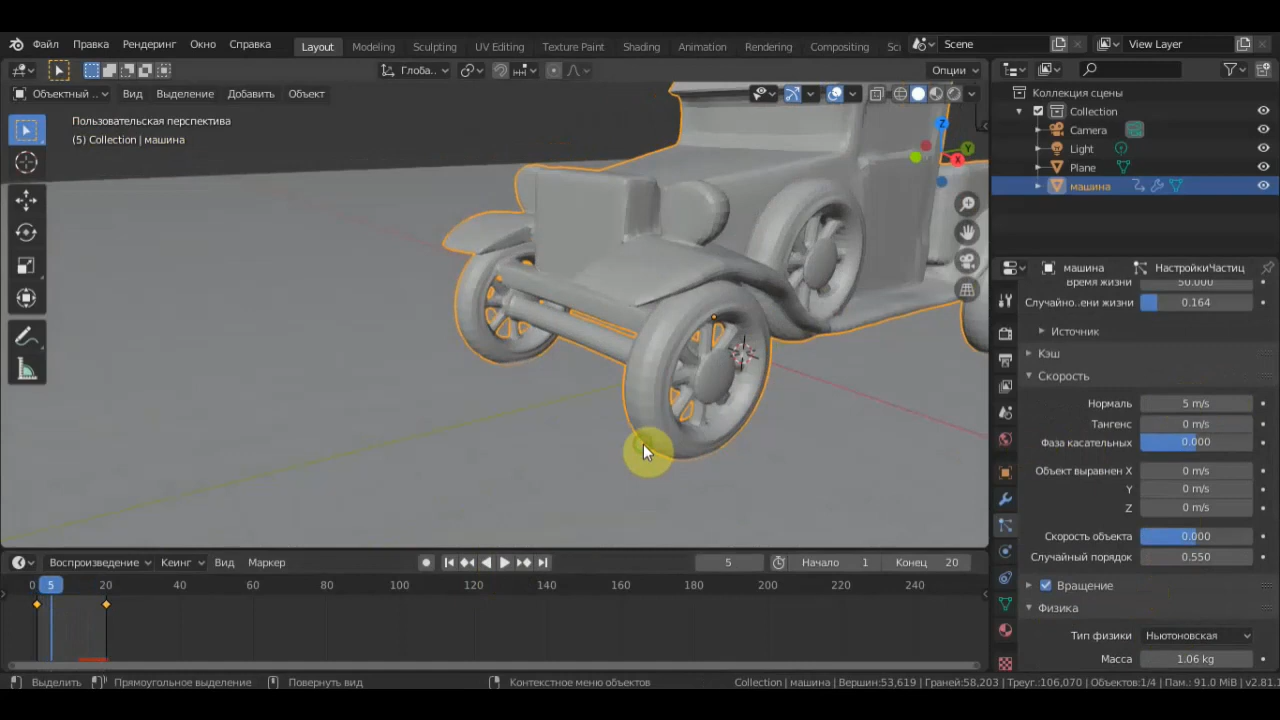 Файл Правка Рендеринг Окно Справка Layout Modeling Sculpting UV Editing Texture Paint Shading Animation Rendering Compositing Sc Scene View Layer
Глоба.. Опции
Объектный .. Вид Выделение Добавить Объект
Пользовательская перспектива
(5) Collection | машина
Z
Y
X
Коллекция сцены
Collection
Camera
Light
Plane
машина
машина НастройкиЧастиц
Время жизни 50.000
Случайно..ени жизни 0.164
Источник
Кэш
Скорость
Нормаль 5 m/s
Тангенс 0 m/s
Фаза касательных 0.000
Объект выравнен X 0 m/s
Y 0 m/s
Z 0 m/s
Скорость объекта 0.000
Случайный порядок 0.550
Вращение
Физика
Тип физики Ньютоновская
Масса 1.06 kg
Воспроизведение Кеинг Вид Маркер 5 Начало 1 Конец 20
0 5 20 40 60 80 100 120 140 160 180 200 220 240
Выделить Прямоугольное выделение Повернуть вид Контекстное меню объектов Collection | машина | Вершин:53,619 | Граней:58,203 | Треуг.:106,070 | Объектов:1/4 | Пам.: 91.0 MiB | v2.81.